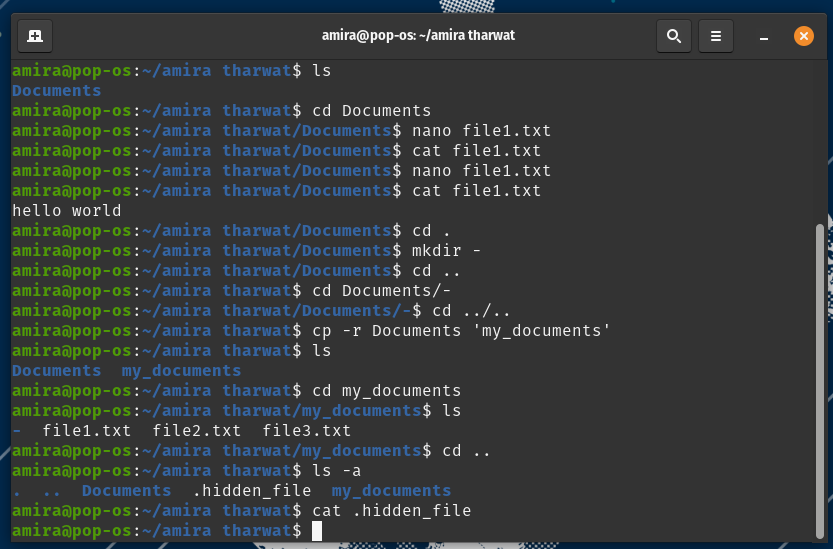 amira@pop-os: ~/amira tharwat
amira@pop-os:~/amira tharwat$ ls
Documents
amira@pop-os:~/amira tharwat$ cd Documents
amira@pop-os:~/amira tharwat/Documents$ nano file1.txt
amira@pop-os:~/amira tharwat/Documents$ cat file1.txt
amira@pop-os:~/amira tharwat/Documents$ nano file1.txt
amira@pop-os:~/amira tharwat/Documents$ cat file1.txt
hello world
amira@pop-os:~/amira tharwat/Documents$ cd .
amira@pop-os:~/amira tharwat/Documents$ mkdir -
amira@pop-os:~/amira tharwat/Documents$ cd ..
amira@pop-os:~/amira tharwat$ cd Documents/-
amira@pop-os:~/amira tharwat/Documents/-$ cd ../..
amira@pop-os:~/amira tharwat$ cp -r Documents 'my_documents'
amira@pop-os:~/amira tharwat$ ls
Documents  my_documents
amira@pop-os:~/amira tharwat$ cd my_documents
amira@pop-os:~/amira tharwat/my_documents$ ls
-  file1.txt  file2.txt  file3.txt
amira@pop-os:~/amira tharwat/my_documents$ cd ..
amira@pop-os:~/amira tharwat$ ls -a
.  ..  Documents  .hidden_file  my_documents
amira@pop-os:~/amira tharwat$ cat .hidden_file
amira@pop-os:~/amira tharwat$